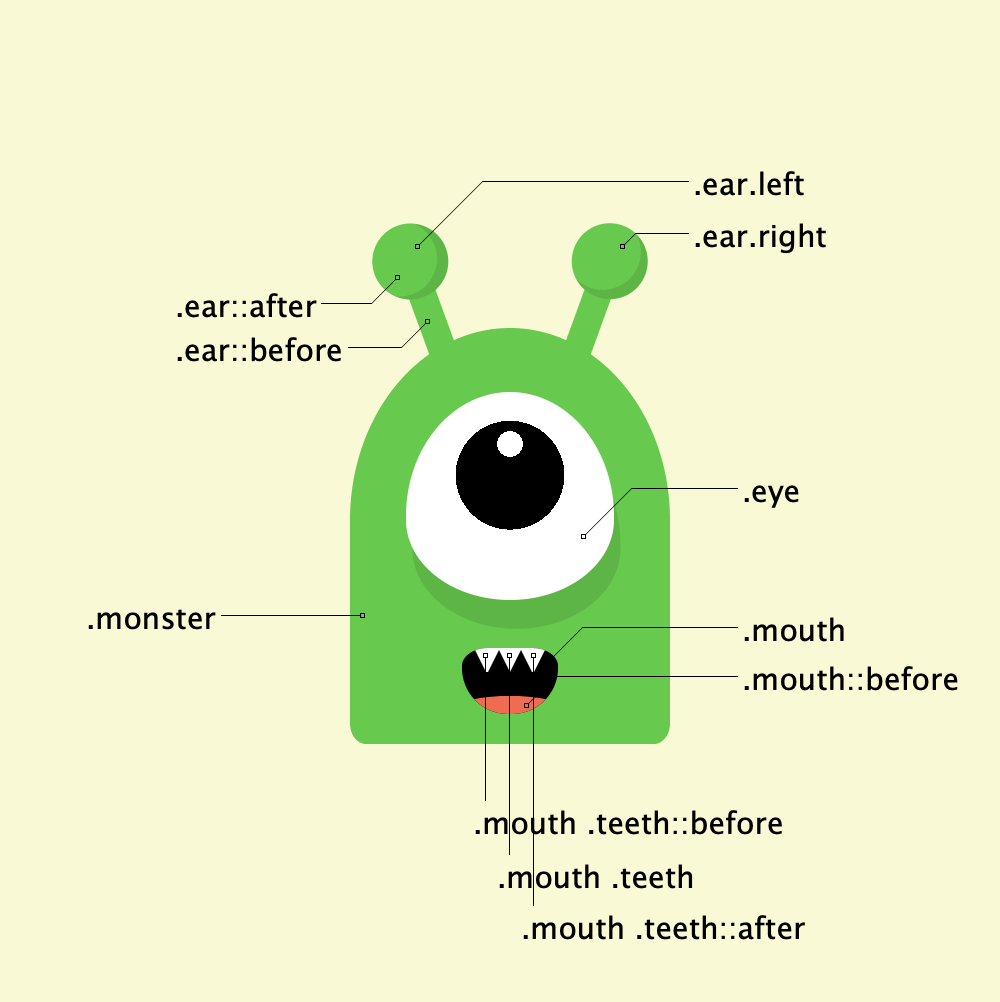 .ear.left
.ear.right
.ear::after
.ear::before
.eye
.monster
.mouth
.mouth::before
.mouth .teeth::before
.mouth .teeth
.mouth .teeth::after